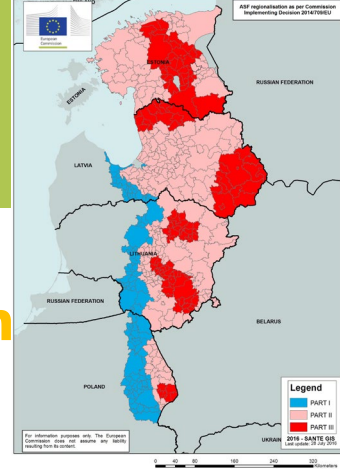 European
Commission
ASF regionalisation as per Commission
Implementing Decision 2014/709/EU
ESTONIA
RUSSIAN FEDERATION
ESTONIA
LATVIA
LITHUANIA
RUSSIAN FEDERATION
BELARUS
POLAND
Legend
PART I
PART II
PART III
2016 - SANTE GIS
Last update: 28 July 2016
UKRAIN
For information purposes only. The European
Commission does not assume any liability
resulting from its content.
0 40 80 160 240 320
Kilometers